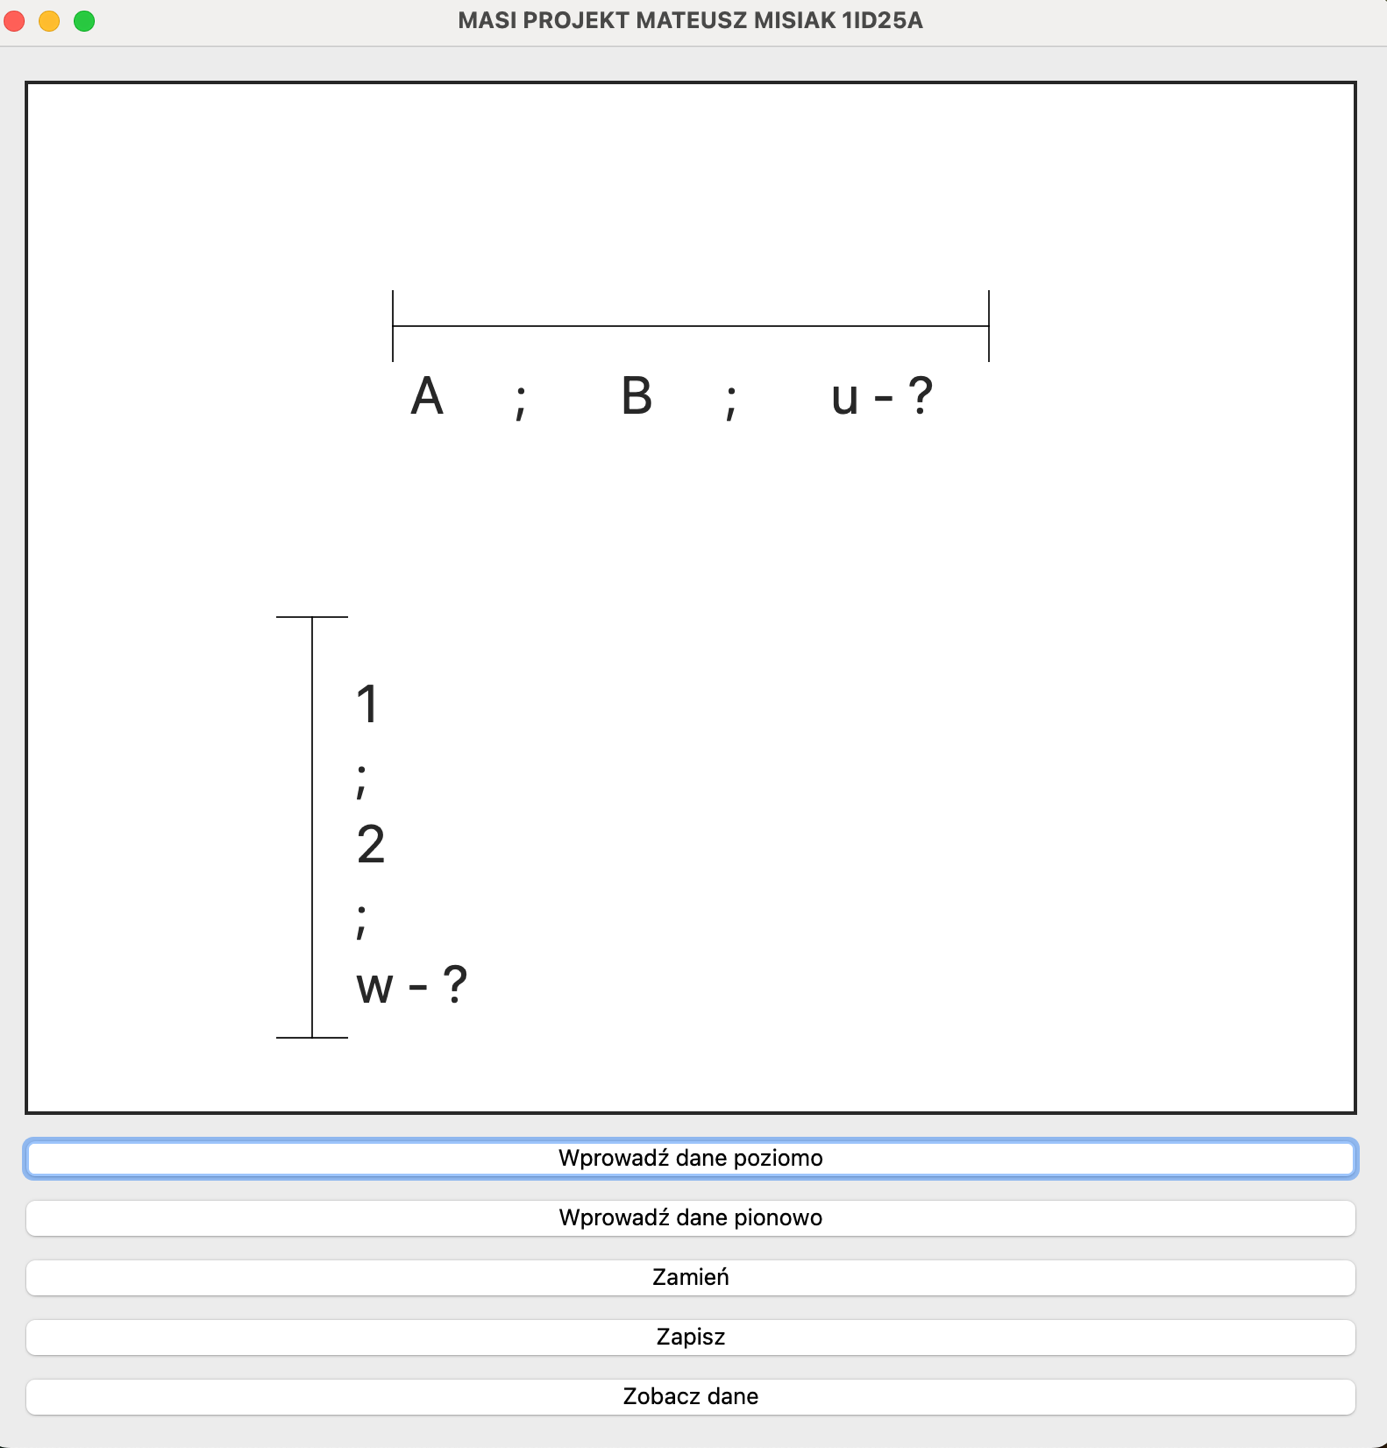 MASI PROJEKT MATEUSZ MISIAK 1ID25A
A ; B ; u - ?
1
;
2
;
w - ?
Wprowadź dane poziomo
Wprowadź dane pionowo
Zamień
Zapisz
Zobacz dane